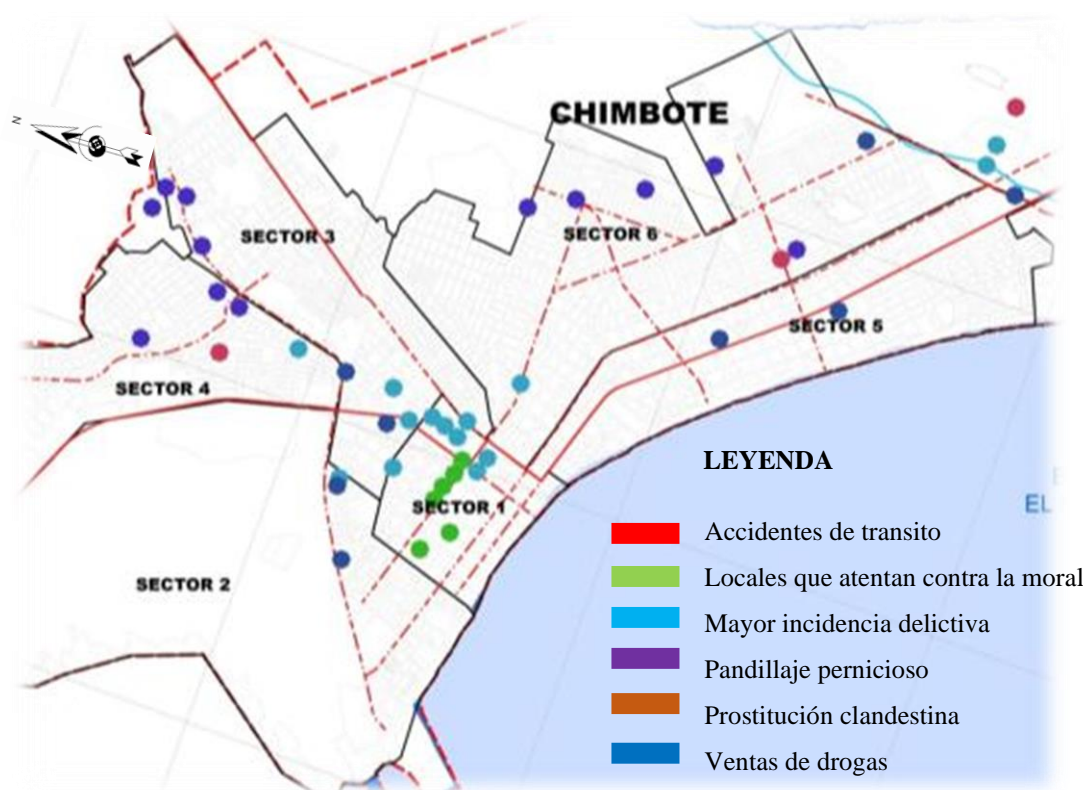 CHIMBOTE
N
SECTOR 3
SECTOR 6
SECTOR 5
SECTOR 4
SECTOR 1
SECTOR 2
EL
LEYENDA
Accidentes de transito
Locales que atentan contra la moral
Mayor incidencia delictiva
Pandillaje pernicioso
Prostitución clandestina
Ventas de drogas